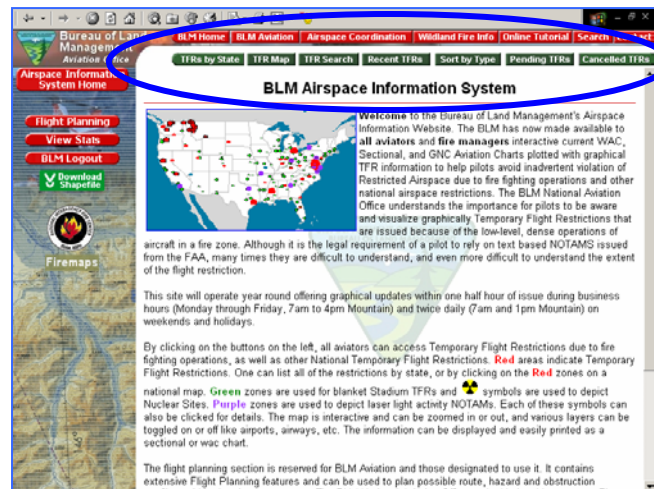 Bureau of Land
Management
Aviation Office
BLM Home
BLM Aviation
Airspace Coordination
Wildland Fire Info
Online Tutorial
Search
Contact
TFRs by State
TFR Map
TFR Search
Recent TFRs
Sort by Type
Pending TFRs
Cancelled TFRs
Airspace Information
System Home
Flight Planning
View Stats
BLM Logout
Download
Shapefile
Firemaps
BLM Airspace Information System
Welcome to the Bureau of Land Management's Airspace
Information Website. The BLM has now made available to
all aviators and fire managers interactive current WAC,
Sectional, and GNC Aviation Charts plotted with graphical
TFR information to help pilots avoid inadvertent violation of
Restricted Airspace due to fire fighting operations and other
national airspace restrictions. The BLM National Aviation
Office understands the importance for pilots to be aware
and visualize graphically Temporary Flight Restrictions that
are issued because of the low-level, dense operations of
aircraft in a fire zone. Although it is the legal requirement of a pilot to rely on text based NOTAMS issued
from the FAA, many times they are difficult to understand, and even more difficult to understand the extent
of the flight restriction.
This site will operate year round offering graphical updates within one half hour of issue during business
hours (Monday through Friday, 7am to 4pm Mountain) and twice daily (7am and 1pm Mountain) on
weekends and holidays.
By clicking on the buttons on the left, all aviators can access Temporary Flight Restrictions due to fire
fighting operations, as well as other National Temporary Flight Restrictions. Red areas indicate Temporary
Flight Restrictions. One can list all of the restrictions by state, or by clicking on the Red zones on a
national map. Green zones are used for blanket Stadium TFRs and symbols are used to depict
Nuclear Sites. Purple zones are used to depict laser light activity NOTAMs. Each of these symbols can
also be clicked for details. The map is interactive and can be zoomed in or out, and various layers can be
toggled on or off like airports, airways, etc. The information can be displayed and easily printed as a
sectional or wac chart.
The flight planning section is reserved for BLM Aviation and those designated to use it. It contains
extensive Flight Planning features and can be used to plan possible route, hazard and obstruction